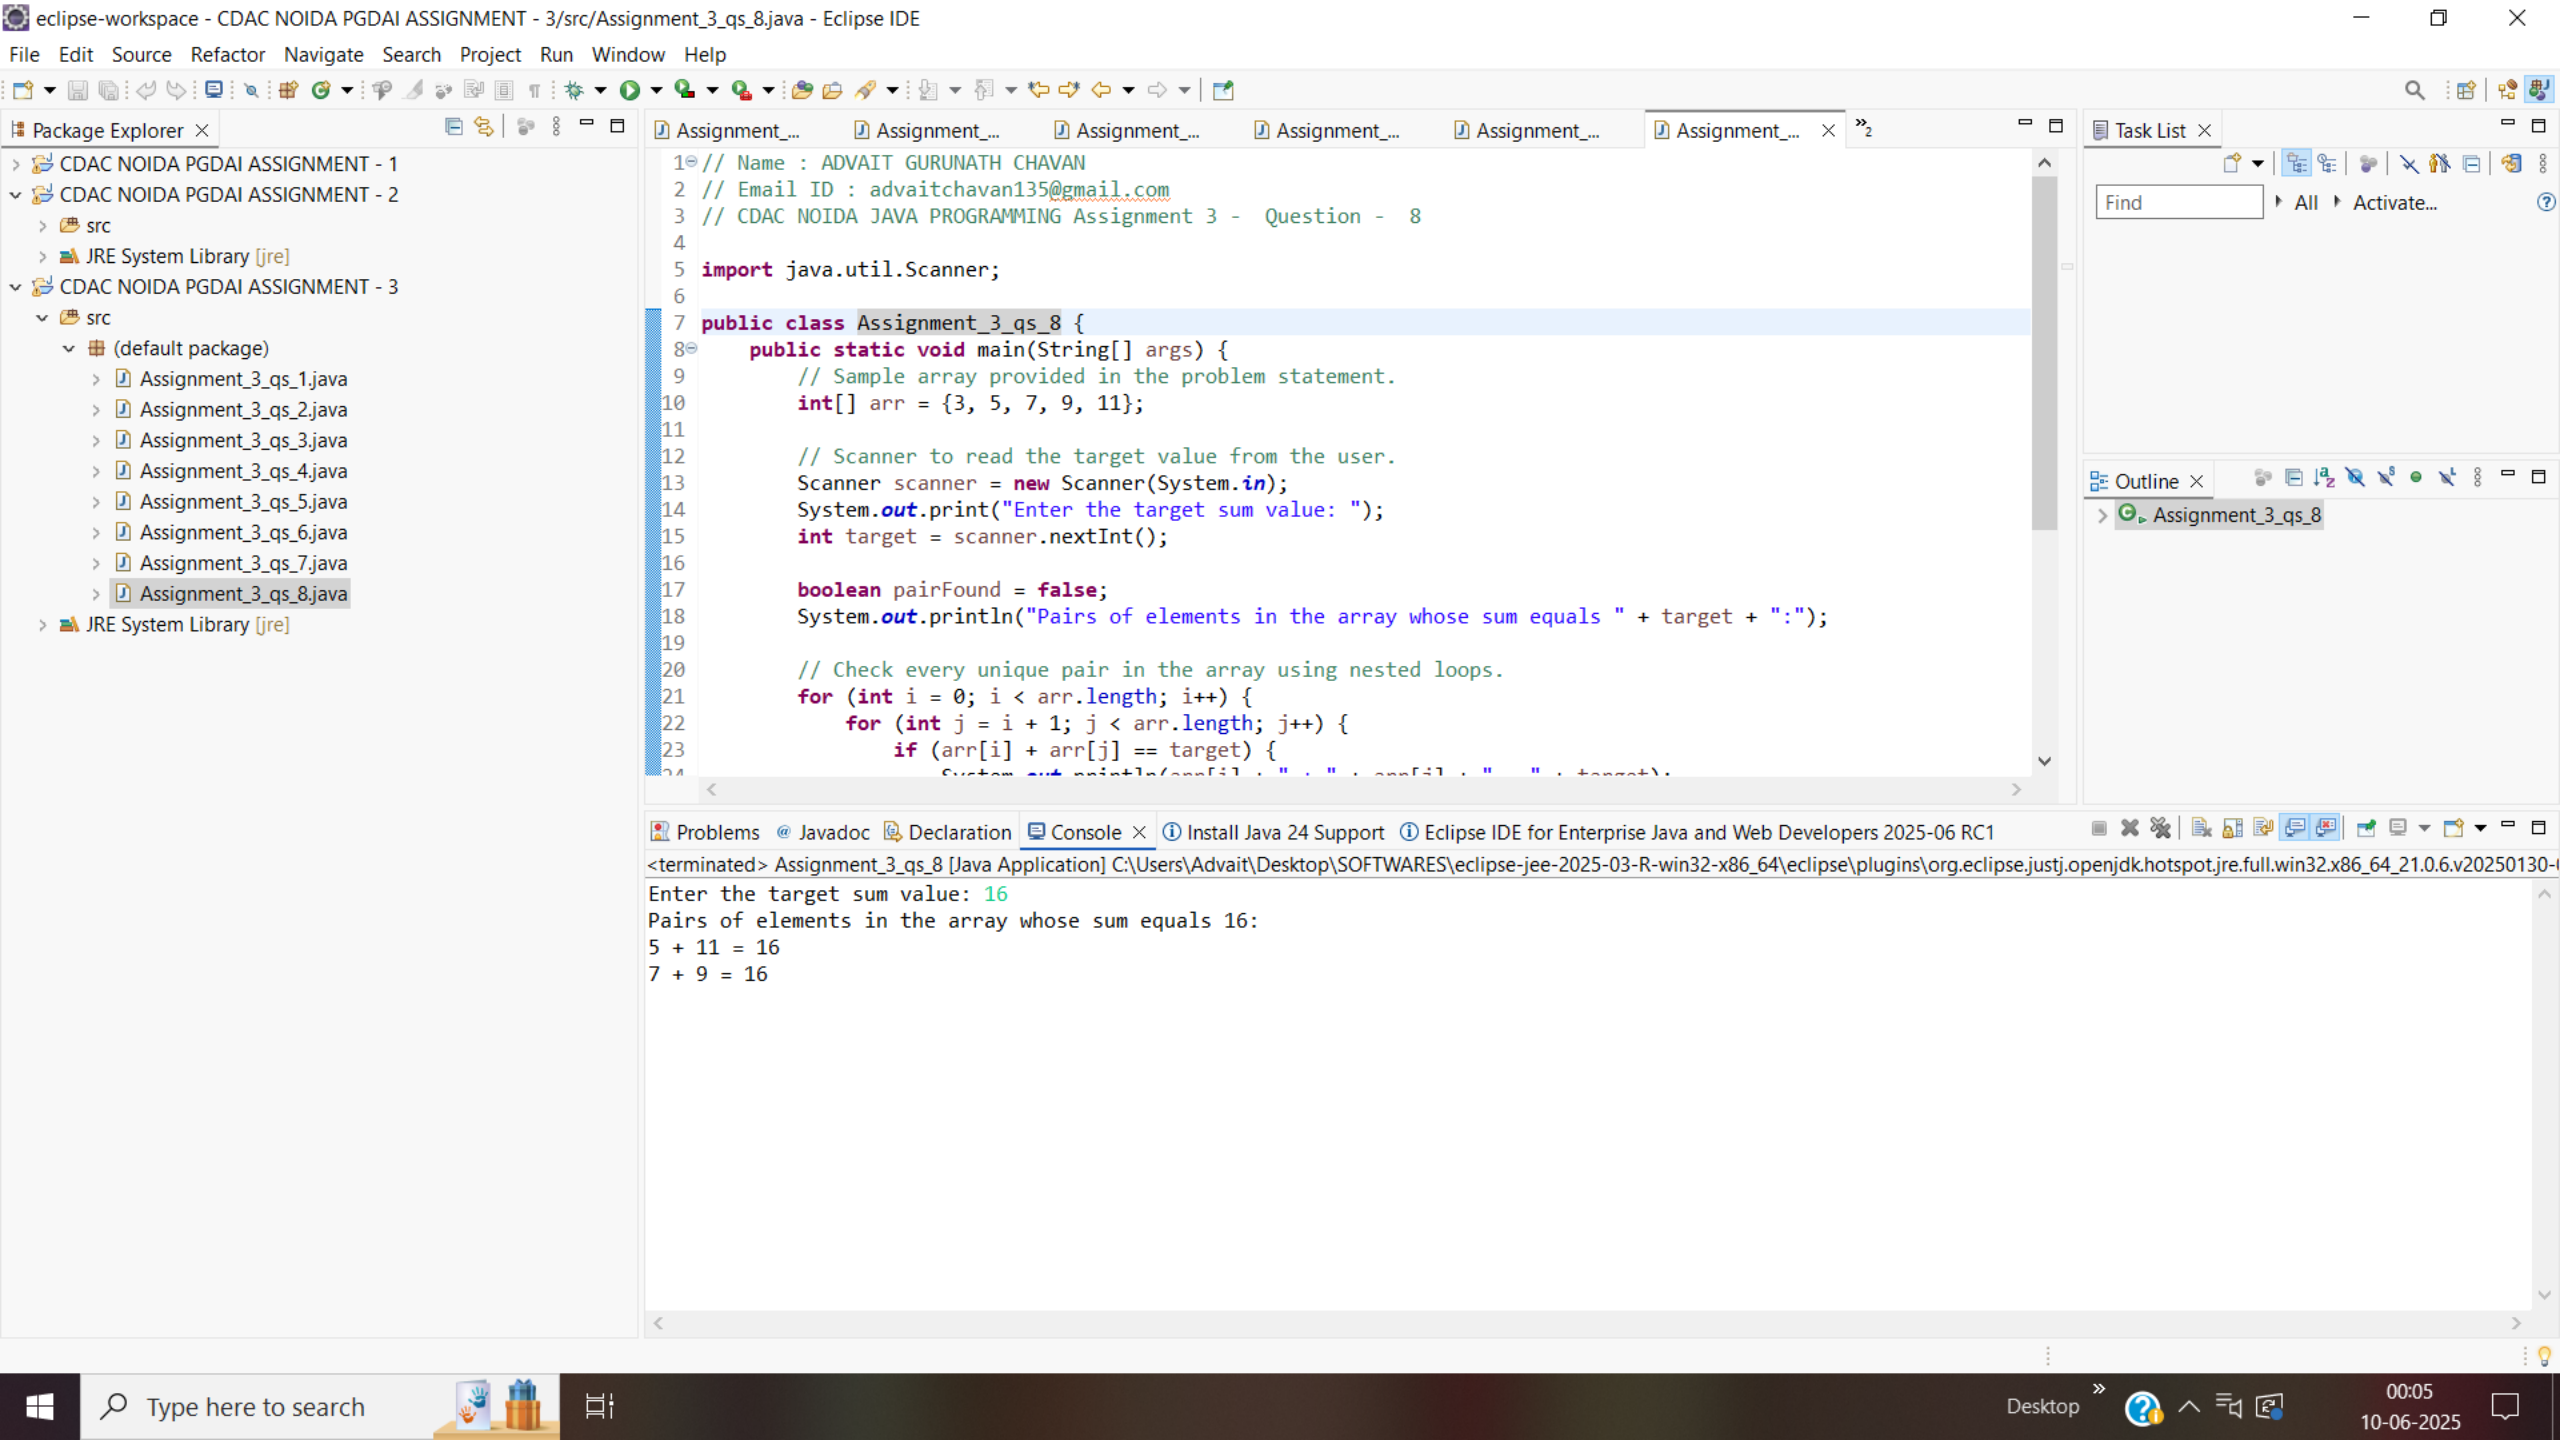 eclipse-workspace - CDAC NOIDA PGDAI ASSIGNMENT - 3/src/Assignment_3_qs_8.java - Eclipse IDE
File Edit Source Refactor Navigate Search Project Run Window Help
Package Explorer
CDAC NOIDA PGDAI ASSIGNMENT - 1
CDAC NOIDA PGDAI ASSIGNMENT - 2
src
JRE System Library [jre]
CDAC NOIDA PGDAI ASSIGNMENT - 3
src
(default package)
Assignment_3_qs_1.java
Assignment_3_qs_2.java
Assignment_3_qs_3.java
Assignment_3_qs_4.java
Assignment_3_qs_5.java
Assignment_3_qs_6.java
Assignment_3_qs_7.java
Assignment_3_qs_8.java
JRE System Library [jre]
Assignment_... Assignment_... Assignment_... Assignment_... Assignment_... Assignment_... »2
1 // Name : ADVAIT GURUNATH CHAVAN
2 // Email ID : advaitchavan135@gmail.com
3 // CDAC NOIDA JAVA PROGRAMMING Assignment 3 -  Question -  8
4
5 import java.util.Scanner;
6
7 public class Assignment_3_qs_8 {
8     public static void main(String[] args) {
9         // Sample array provided in the problem statement.
10         int[] arr = {3, 5, 7, 9, 11};
11
12         // Scanner to read the target value from the user.
13         Scanner scanner = new Scanner(System.in);
14         System.out.print("Enter the target sum value: ");
15         int target = scanner.nextInt();
16
17         boolean pairFound = false;
18         System.out.println("Pairs of elements in the array whose sum equals " + target + ":");
19
20         // Check every unique pair in the array using nested loops.
21         for (int i = 0; i < arr.length; i++) {
22             for (int j = i + 1; j < arr.length; j++) {
23                 if (arr[i] + arr[j] == target) {
Task List
Find All Activate...
Outline
Assignment_3_qs_8
Problems Javadoc Declaration Console Install Java 24 Support Eclipse IDE for Enterprise Java and Web Developers 2025-06 RC1
<terminated> Assignment_3_qs_8 [Java Application] C:\Users\Advait\Desktop\SOFTWARES\eclipse-jee-2025-03-R-win32-x86_64\eclipse\plugins\org.eclipse.justj.openjdk.hotspot.jre.full.win32.x86_64_21.0.6.v20250130-
Enter the target sum value: 16
Pairs of elements in the array whose sum equals 16:
5 + 11 = 16
7 + 9 = 16
Type here to search
Desktop
00:05
10-06-2025